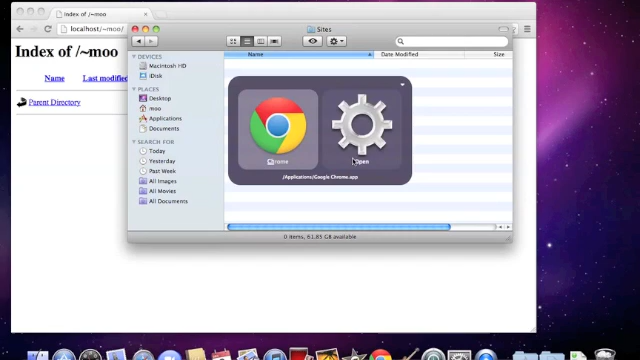 Index of /~moo
localhost/~moo/
Index of /~moo
Name
Last modified
Parent Directory
Sites
DEVICES
Macintosh HD
iDisk
PLACES
Desktop
moo
Applications
Documents
SEARCH FOR
Today
Yesterday
Past Week
All Images
All Movies
All Documents
Name
Date Modified
Size
Chrome
Open
/Applications/Google Chrome.app
0 items, 61.85 GB available